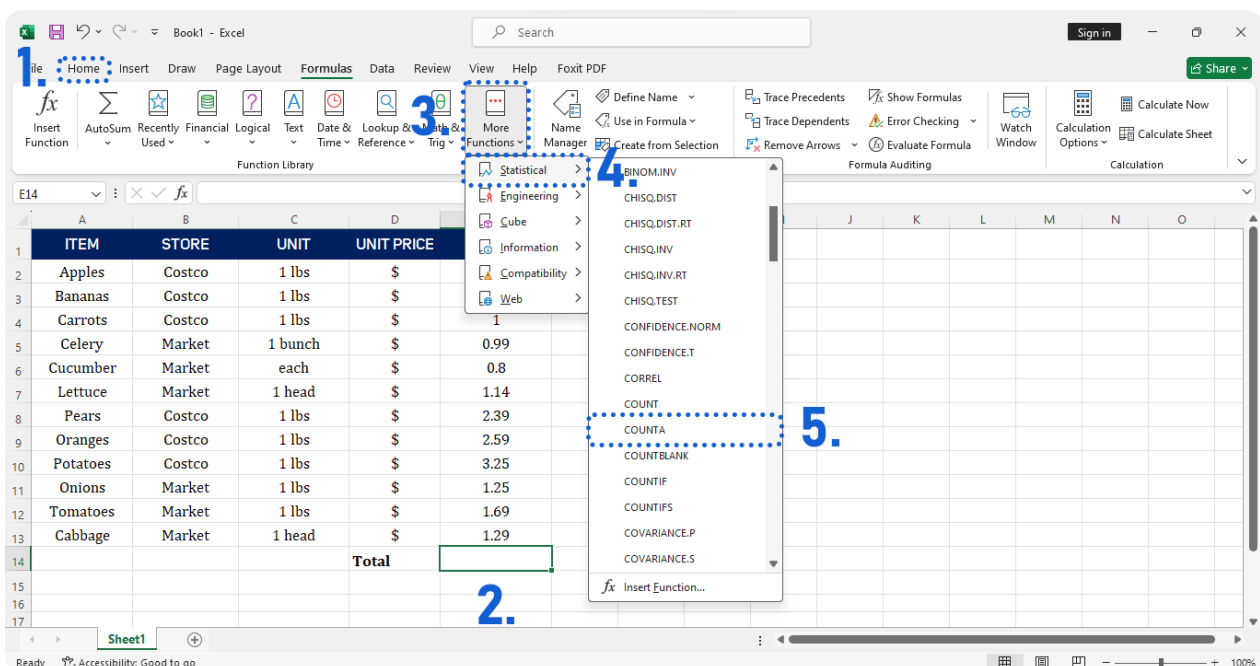 Book1 - Excel
Search
Sign in
1.
Home Insert Draw Page Layout Formulas Data Review View Help Foxit PDF
Share
3.
fx Insert Function
AutoSum
Recently Used
Financial
Logical
Text
Date & Time
Lookup & Reference
Trig
More Functions
Function Library
Name Manager
Define Name
Use in Formula
Create from Selection
Trace Precedents
Trace Dependents
Remove Arrows
Show Formulas
Error Checking
Evaluate Formula
Formula Auditing
Watch Window
Calculation Options
Calculate Now
Calculate Sheet
Calculation
4.
Statistical
Engineering
Cube
Information
Compatibility
Web
BINOM.INV
CHISQ.DIST
CHISQ.DIST.RT
CHISQ.INV
CHISQ.INV.RT
CHISQ.TEST
CONFIDENCE.NORM
CONFIDENCE.T
CORREL
COUNT
COUNTA
COUNTBLANK
COUNTIF
COUNTIFS
COVARIANCE.P
COVARIANCE.S
fx Insert Function...
5.
E14
fx
A B C D J K L M N O
1 ITEM STORE UNIT UNIT PRICE
2 Apples Costco 1 lbs $
3 Bananas Costco 1 lbs $
4 Carrots Costco 1 lbs $ 1
5 Celery Market 1 bunch $ 0.99
6 Cucumber Market each $ 0.8
7 Lettuce Market 1 head $ 1.14
8 Pears Costco 1 lbs $ 2.39
9 Oranges Costco 1 lbs $ 2.59
10 Potatoes Costco 1 lbs $ 3.25
11 Onions Market 1 lbs $ 1.25
12 Tomatoes Market 1 lbs $ 1.69
13 Cabbage Market 1 head $ 1.29
14 Total
15
16
17
2.
Sheet1
Ready Accessibility: Good to go
100%